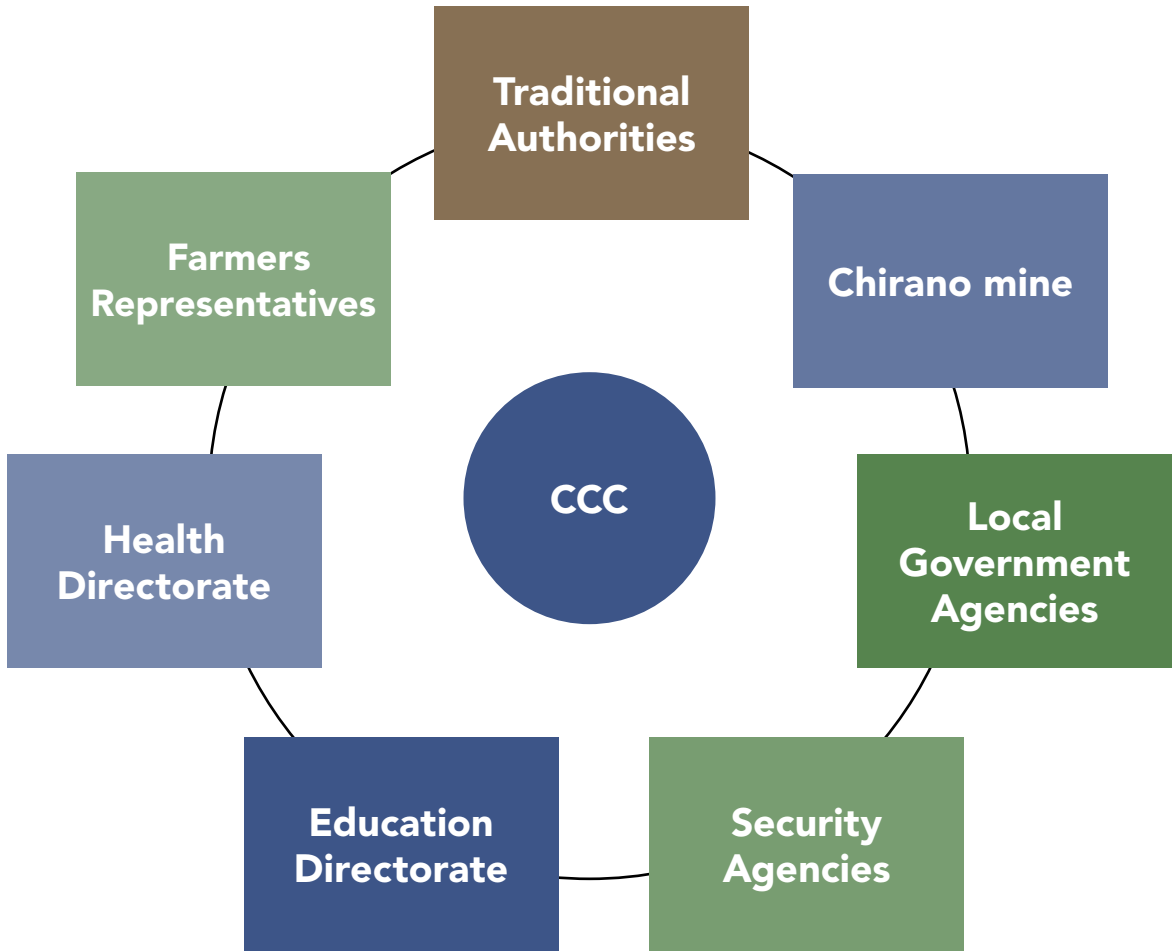 Traditional
Authorities
Chirano mine
Local
Government
Agencies
Security
Agencies
Education
Directorate
Health
Directorate
Farmers
Representatives
CCC